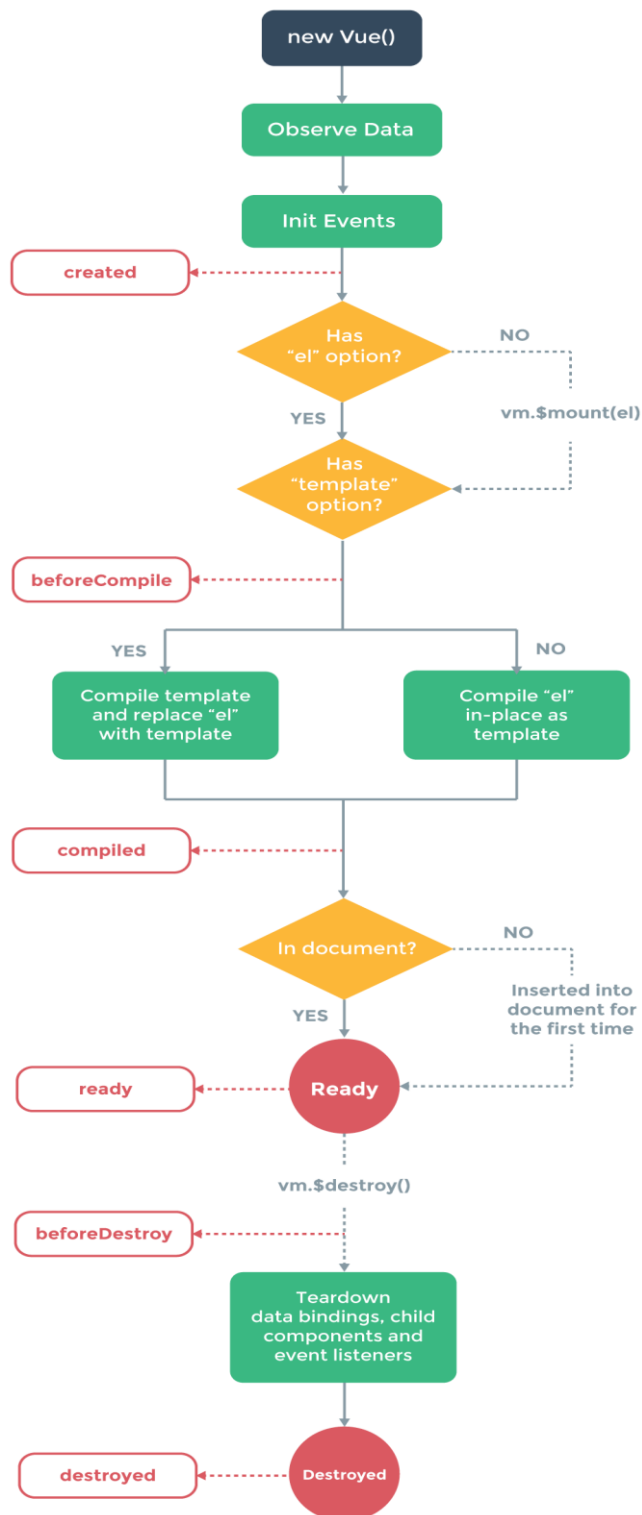 new Vue()
Observe Data
Init Events
created
Has
“el” option?
NO
YES
vm.$mount(el)
Has
“template”
option?
beforeCompile
YES
NO
Compile template
and replace “el”
with template
Compile “el”
in-place as
template
compiled
In document?
NO
YES
Inserted into
document for
the first time
ready
Ready
vm.$destroy()
beforeDestroy
Teardown
data bindings, child
components and
event listeners
destroyed
Destroyed